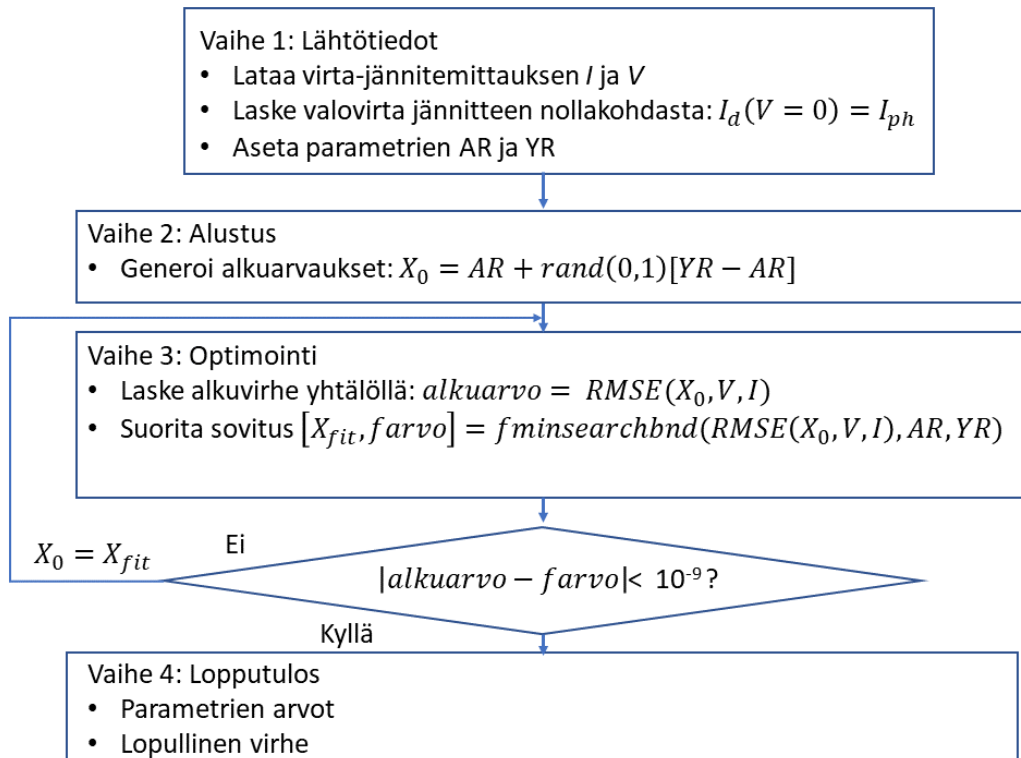 Vaihe 1: Lähtötiedot
• Lataa virta-jännitemittauksen I ja V
• Laske valovirta jännitteen nollakohdasta: I_d(V = 0) = I_ph
• Aseta parametrien AR ja YR
Vaihe 2: Alustus
• Generoi alkuarvaukset: X_0 = AR + rand(0,1)[YR − AR]
Vaihe 3: Optimointi
• Laske alkuvirhe yhtälöllä: alkuarvo = RMSE(X_0, V, I)
• Suorita sovitus [X_fit, farvo] = fminsearchbnd(RMSE(X_0, V, I), AR, YR)
Ei
X_0 = X_fit
|alkuarvo − farvo|< 10⁻⁹?
Kyllä
Vaihe 4: Lopputulos
• Parametrien arvot
• Lopullinen virhe